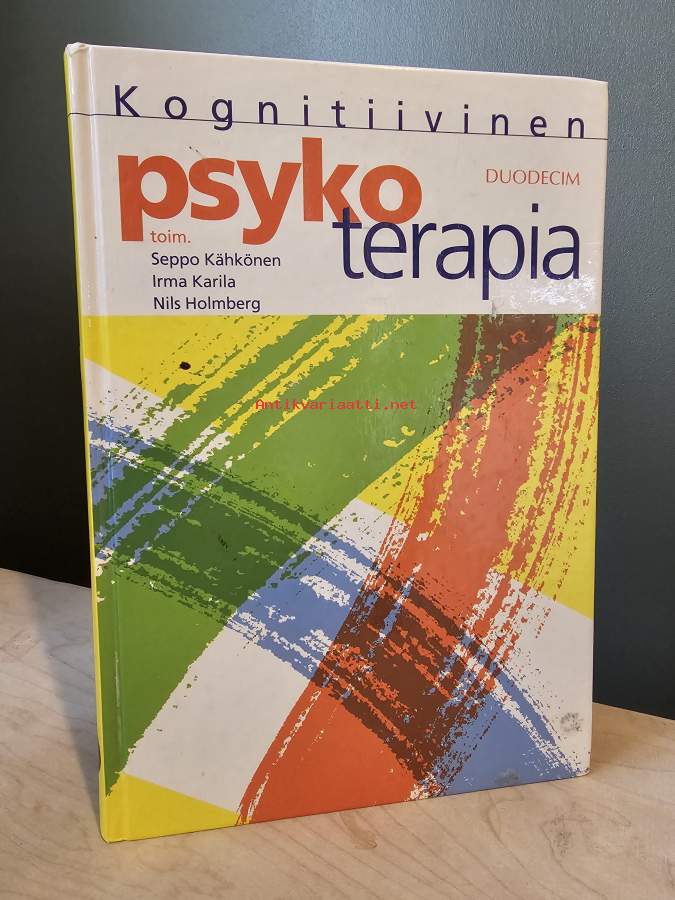 Kognitiivinen
psyko
DUODECIM
terapia
toim.
Seppo Kähkönen
Irma Karila
Nils Holmberg
Antikvariaatti.net